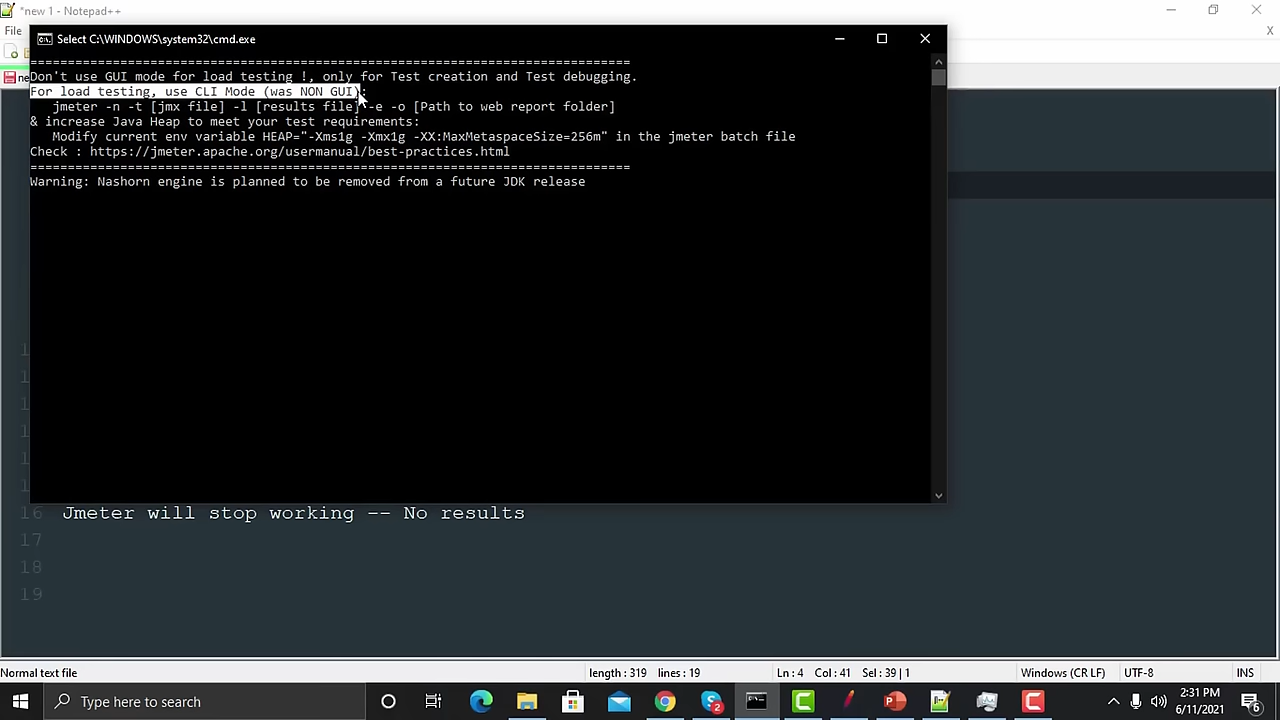 *new 1 - Notepad++
File
X
Select C:\WINDOWS\system32\cmd.exe
================================================================================
Don't use GUI mode for load testing !, only for Test creation and Test debugging.
For load testing, use CLI Mode (was NON GUI):
jmeter -n -t [jmx file] -l [results file] -e -o [Path to web report folder]
& increase Java Heap to meet your test requirements:
Modify current env variable HEAP="-Xms1g -Xmx1g -XX:MaxMetaspaceSize=256m" in the jmeter batch file
Check : https://jmeter.apache.org/usermanual/best-practices.html
================================================================================
Warning: Nashorn engine is planned to be removed from a future JDK release
16 Jmeter will stop working -- No results
17
18
19
Normal text file
length : 319 lines : 19
Ln : 4 Col : 41 Sel : 39 | 1
Windows (CR LF)
UTF-8
INS
Type here to search
2:31 PM
6/11/2021
6